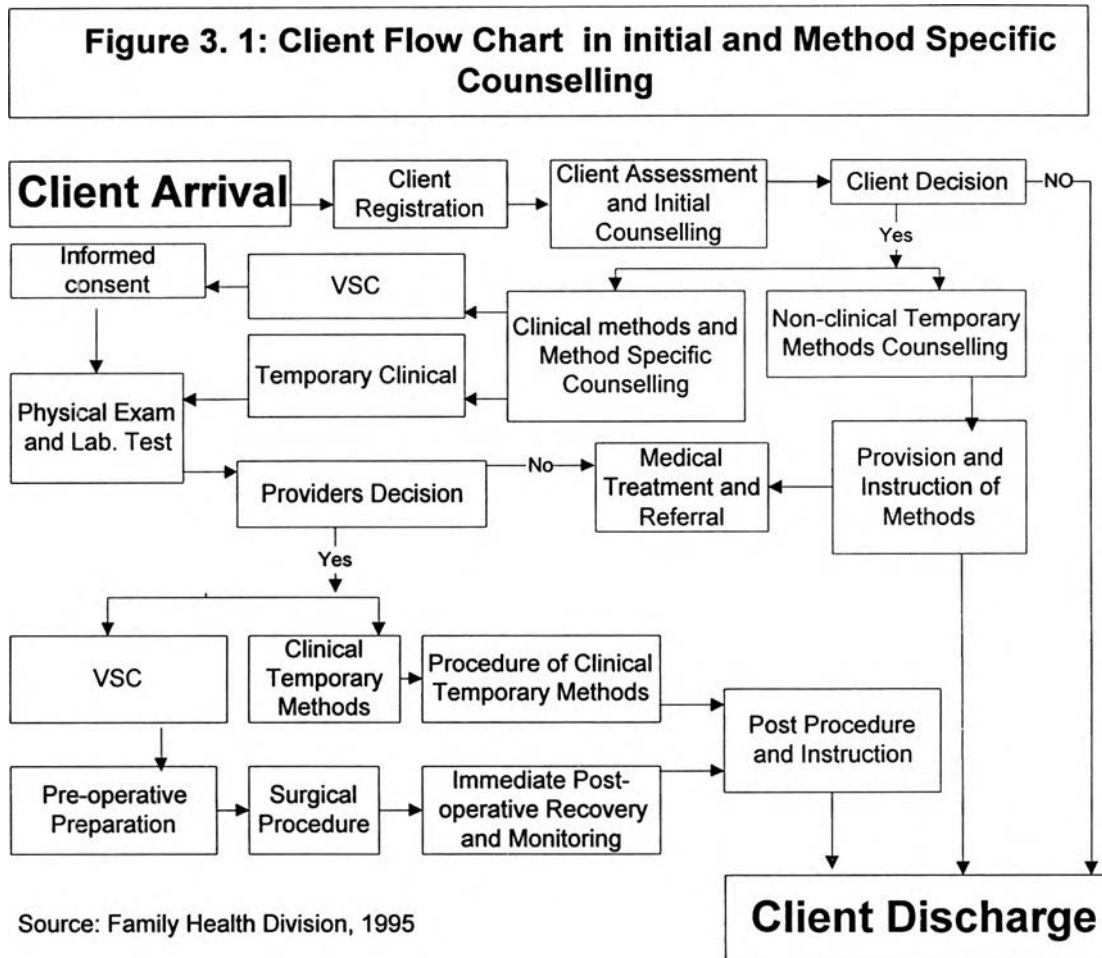 Figure 3. 1: Client Flow Chart in initial and Method Specific
Counselling
Client Arrival
Client
Registration
Client Assessment
and Initial
Counselling
Client Decision
NO
Yes
Informed
consent
VSC
Clinical methods and
Method Specific
Counselling
Non-clinical Temporary
Methods Counselling
Temporary Clinical
Physical Exam
and Lab. Test
Providers Decision
No
Medical
Treatment and
Referral
Provision and
Instruction of
Methods
Yes
VSC
Clinical
Temporary
Methods
Procedure of Clinical
Temporary Methods
Post Procedure
and Instruction
Pre-operative
Preparation
Surgical
Procedure
Immediate Post-
operative Recovery
and Monitoring
Client Discharge
Source: Family Health Division, 1995